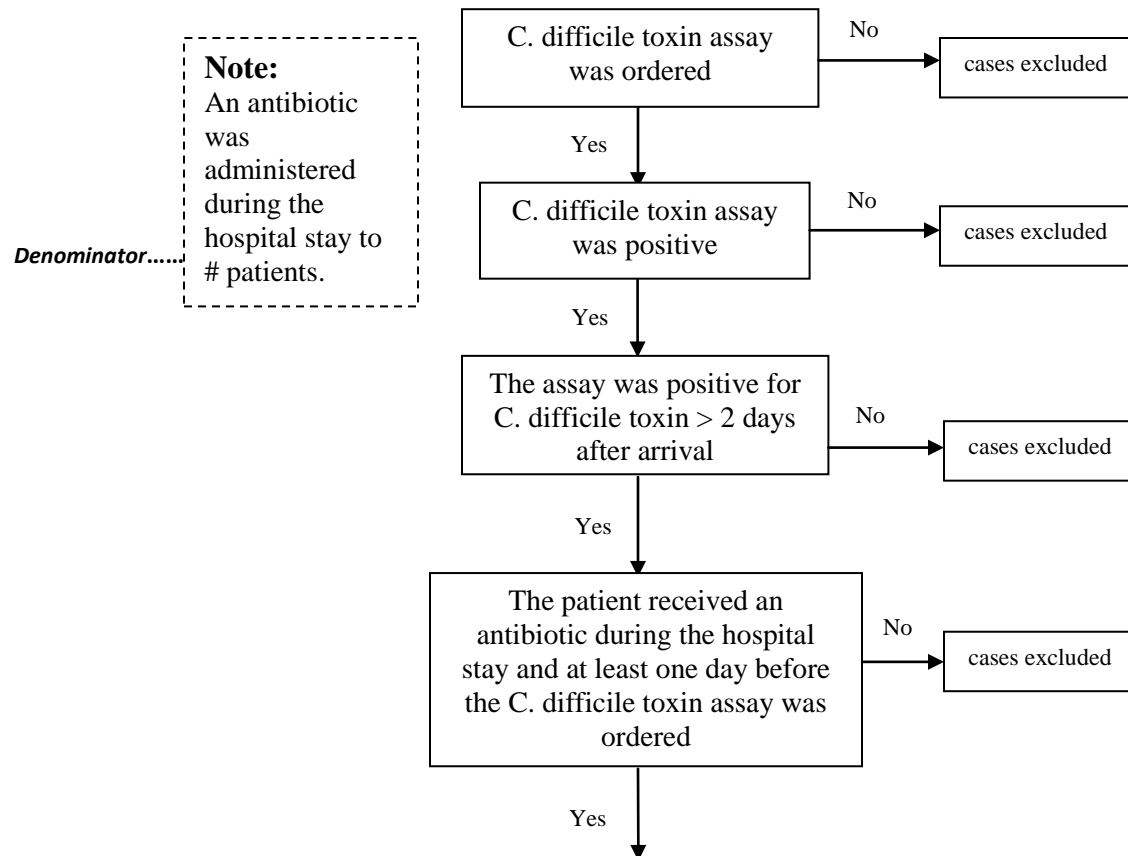 C. difficile toxin assay
was ordered
No
cases excluded
Note:
An antibiotic
was
administered
during the
hospital stay to
# patients.
Denominator......
Yes
C. difficile toxin assay
was positive
No
cases excluded
Yes
The assay was positive for
C. difficile toxin > 2 days
after arrival
No
cases excluded
Yes
The patient received an
antibiotic during the hospital
stay and at least one day before
the C. difficile toxin assay was
ordered
No
cases excluded
Yes